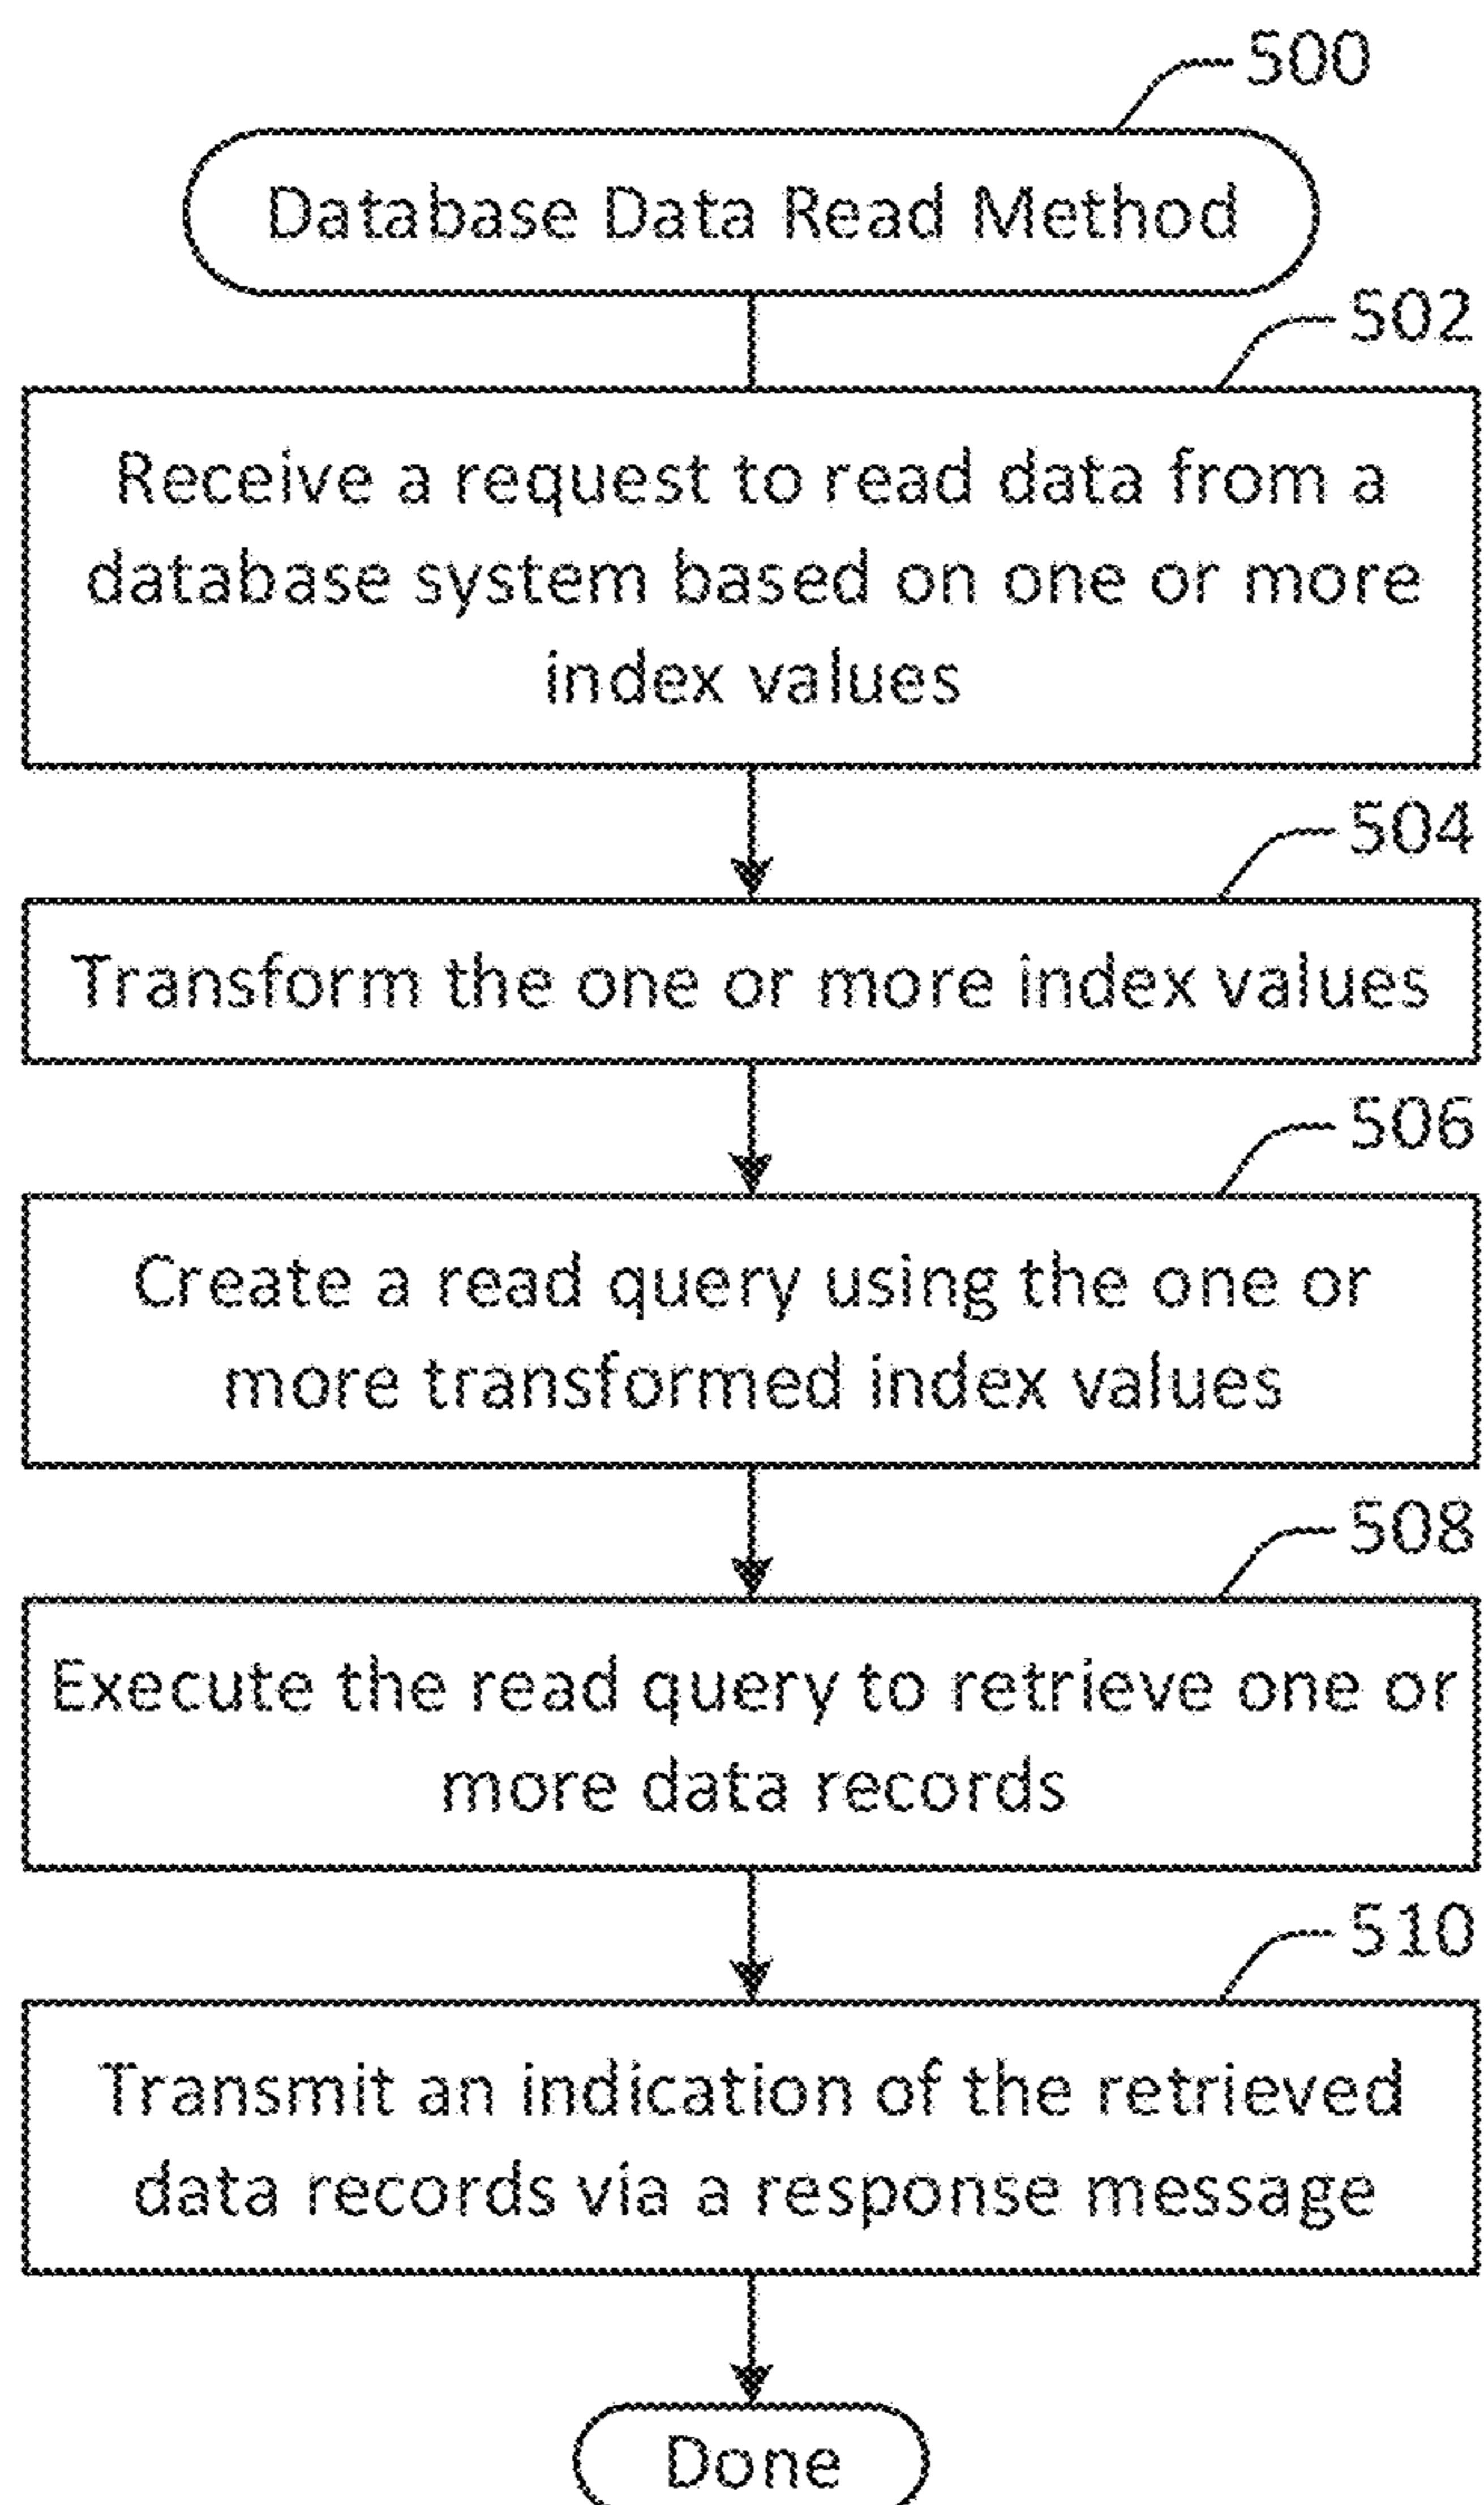 500
Database Data Read Method
502
Receive a request to read data from a
database system based on one or more
index values
504
Transform the one or more index values
506
Create a read query using the one or
more transformed index values
508
Execute the read query to retrieve one or
more data records
510
Transmit an indication of the retrieved
data records via a response message
Done